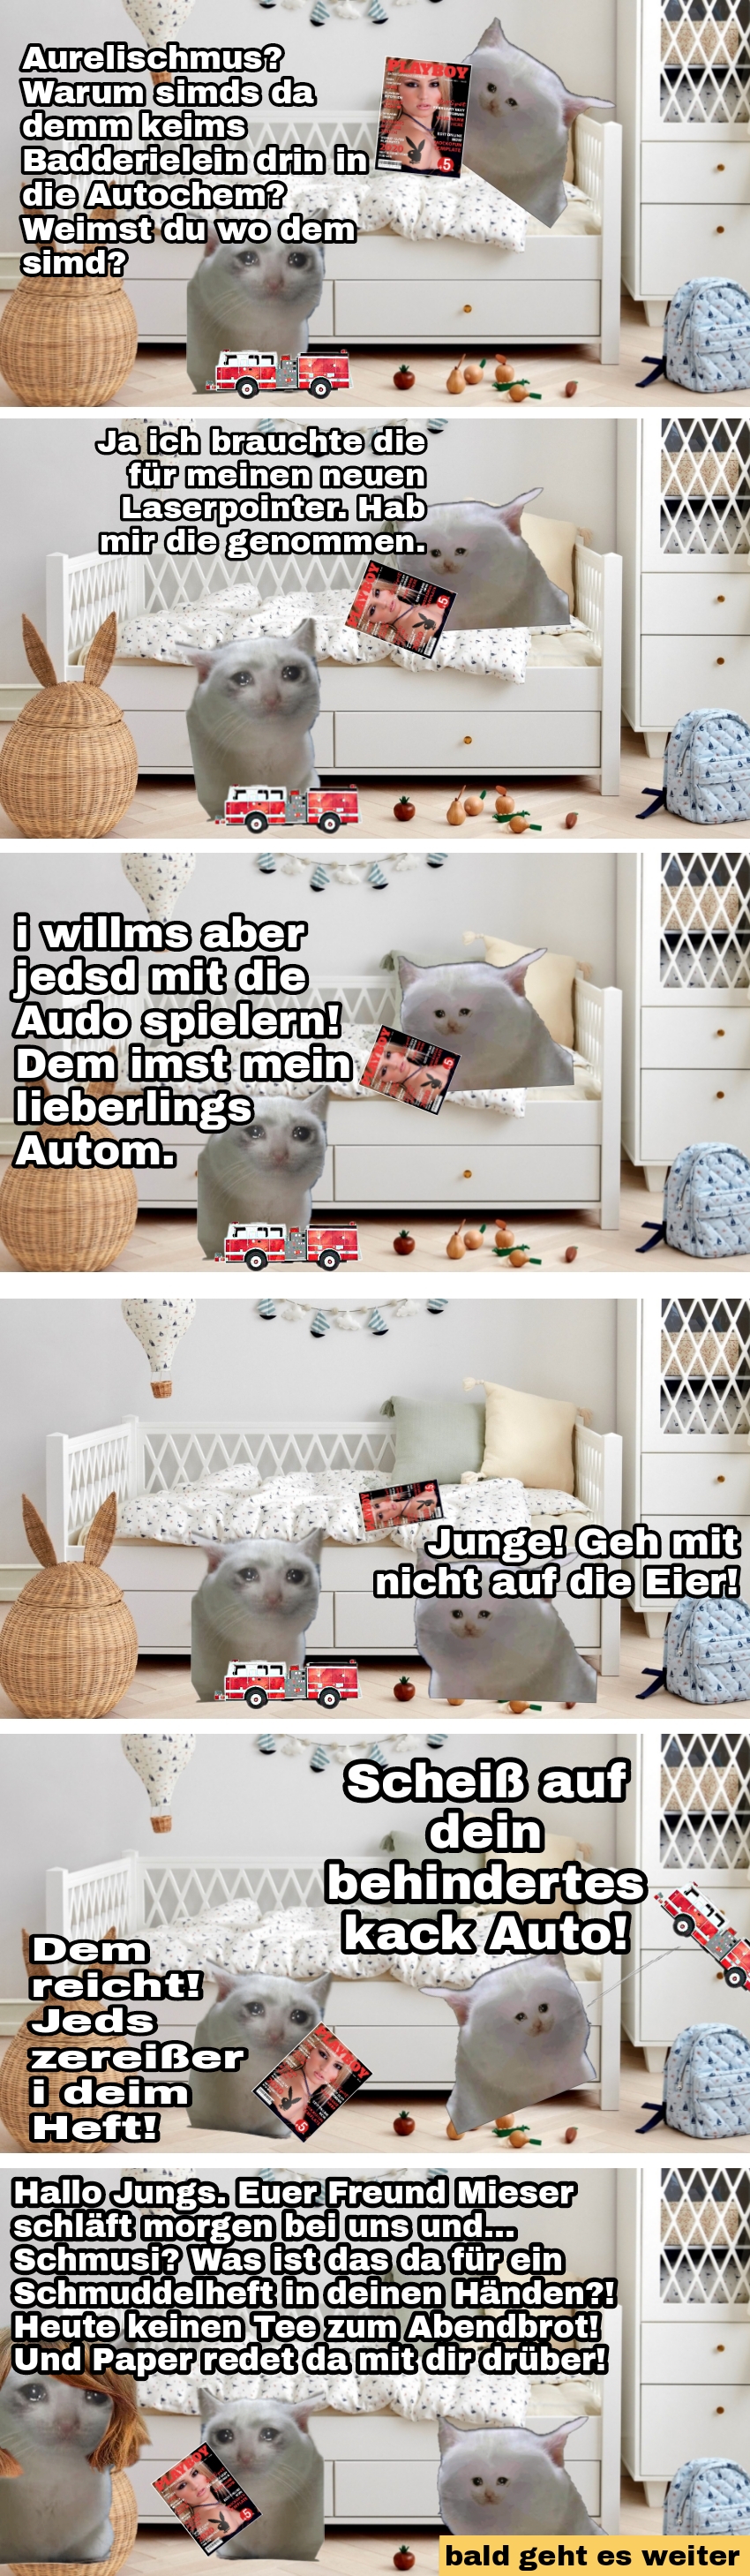 Aurelischmus?
Warum simds da
demm keims
Badderielein drin in
die Autochem?
Weimst du wo dem
simd?
PLAYBOY
Ja ich brauchte die
für meinen neuen
Laserpointer. Hab
mir die genommen.
PLAYBOY
i willms aber
jedsd mit die
Audo spielern!
Dem imst mein
lieberlings
Autom.
PLAYBOY
Junge! Geh mit
nicht auf die Eier!
Scheiß auf
dein
behindertes
kack Auto!
Dem
reicht!
Jeds
zereißer
i deim
Heft!
PLAYBOY
Hallo Jungs. Euer Freund Mieser
schläft morgen bei uns und...
Schmusi? Was ist das da für ein
Schmuddelheft in deinen Händen?!
Heute keinen Tee zum Abendbrot!
Und Paper redet da mit dir drüber!
PLAYBOY
bald geht es weiter